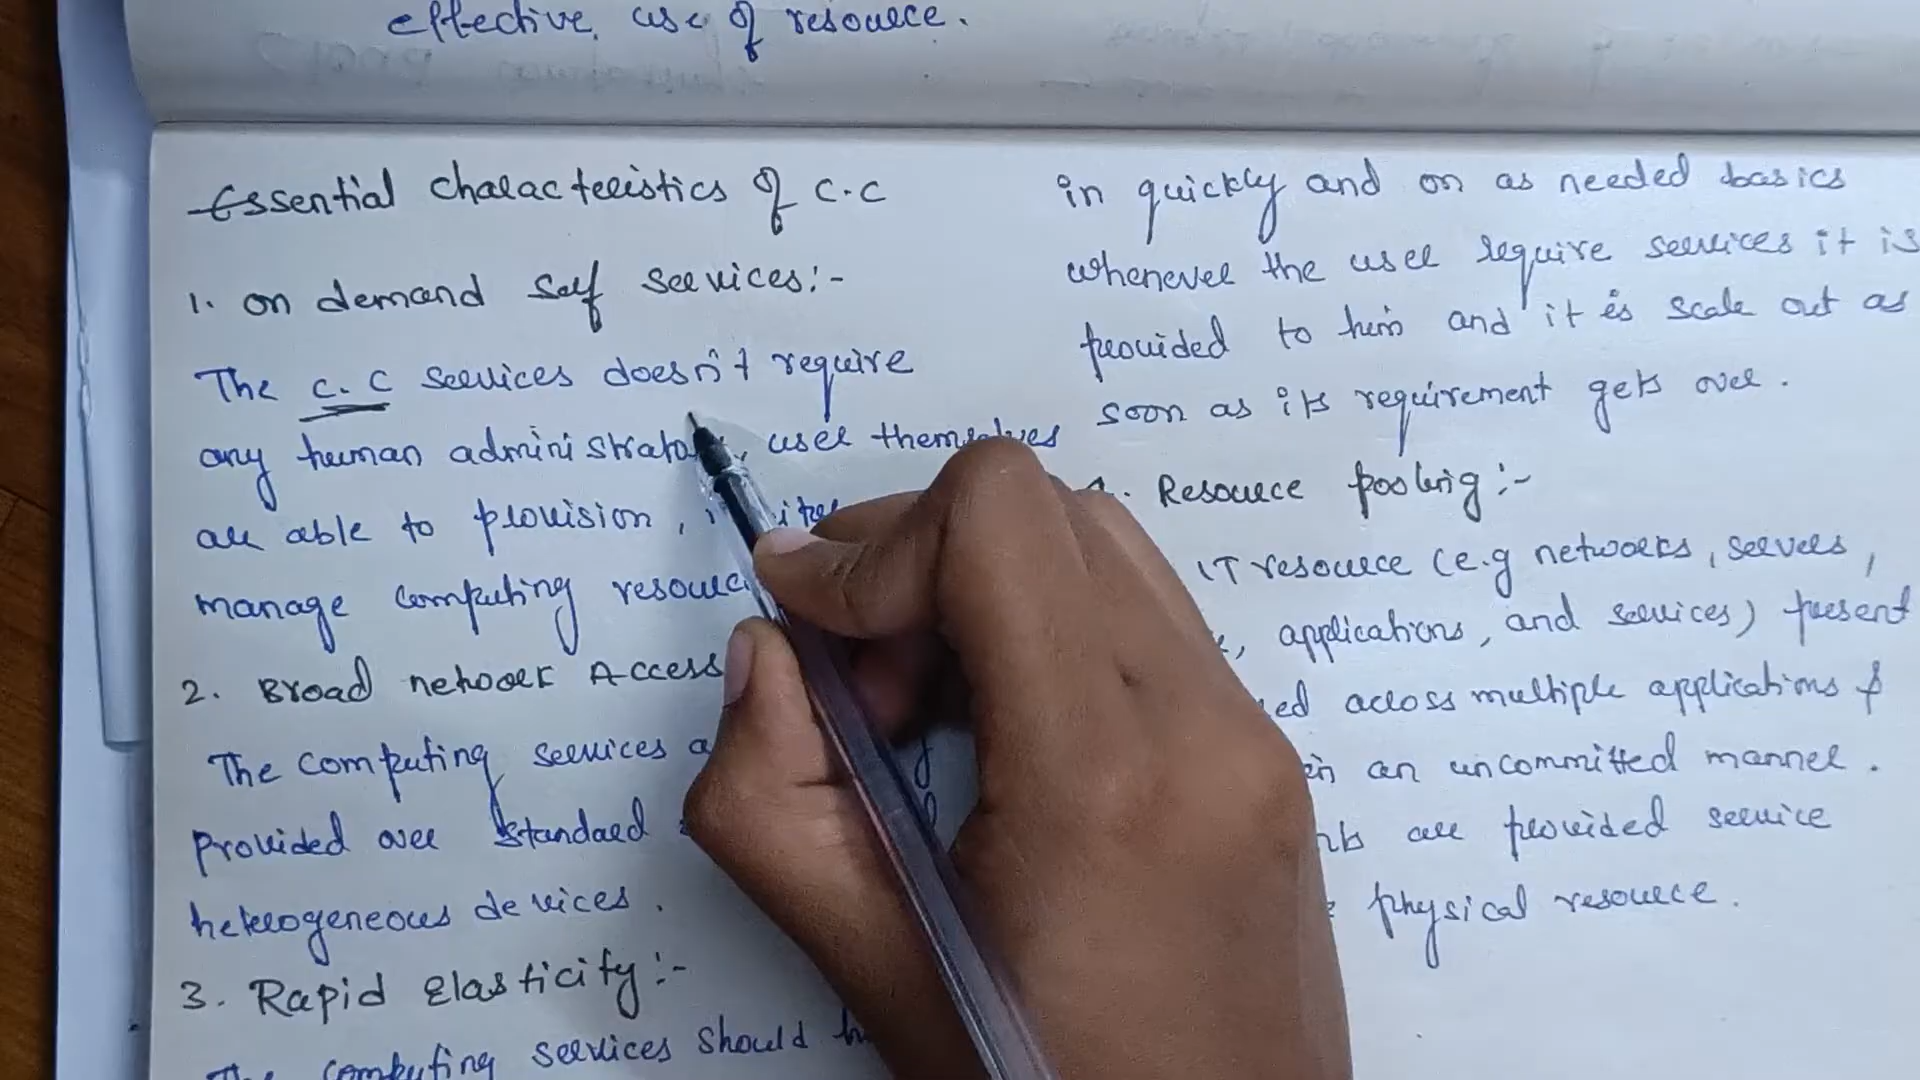 effective use of resource.
Essential characteristics of C.C
1. on demand self services:-
The C.C services doesn't require
any human administrator, user themselves
are able to provision,
manage computing
2. Broad network Access
The computing services
Provided over standard
heterogeneous devices.
3. Rapid Elasticity:-
computing services should
in quickly and on as needed basics
whenever the user require services it is
provided to him and it is scale out as
soon as its requirement gets over.
Resource pooling:-
IT resource (e.g networks, servers,
applications, and services) present
across multiple applications &
in an uncommitted manner.
are provided service
physical resource.